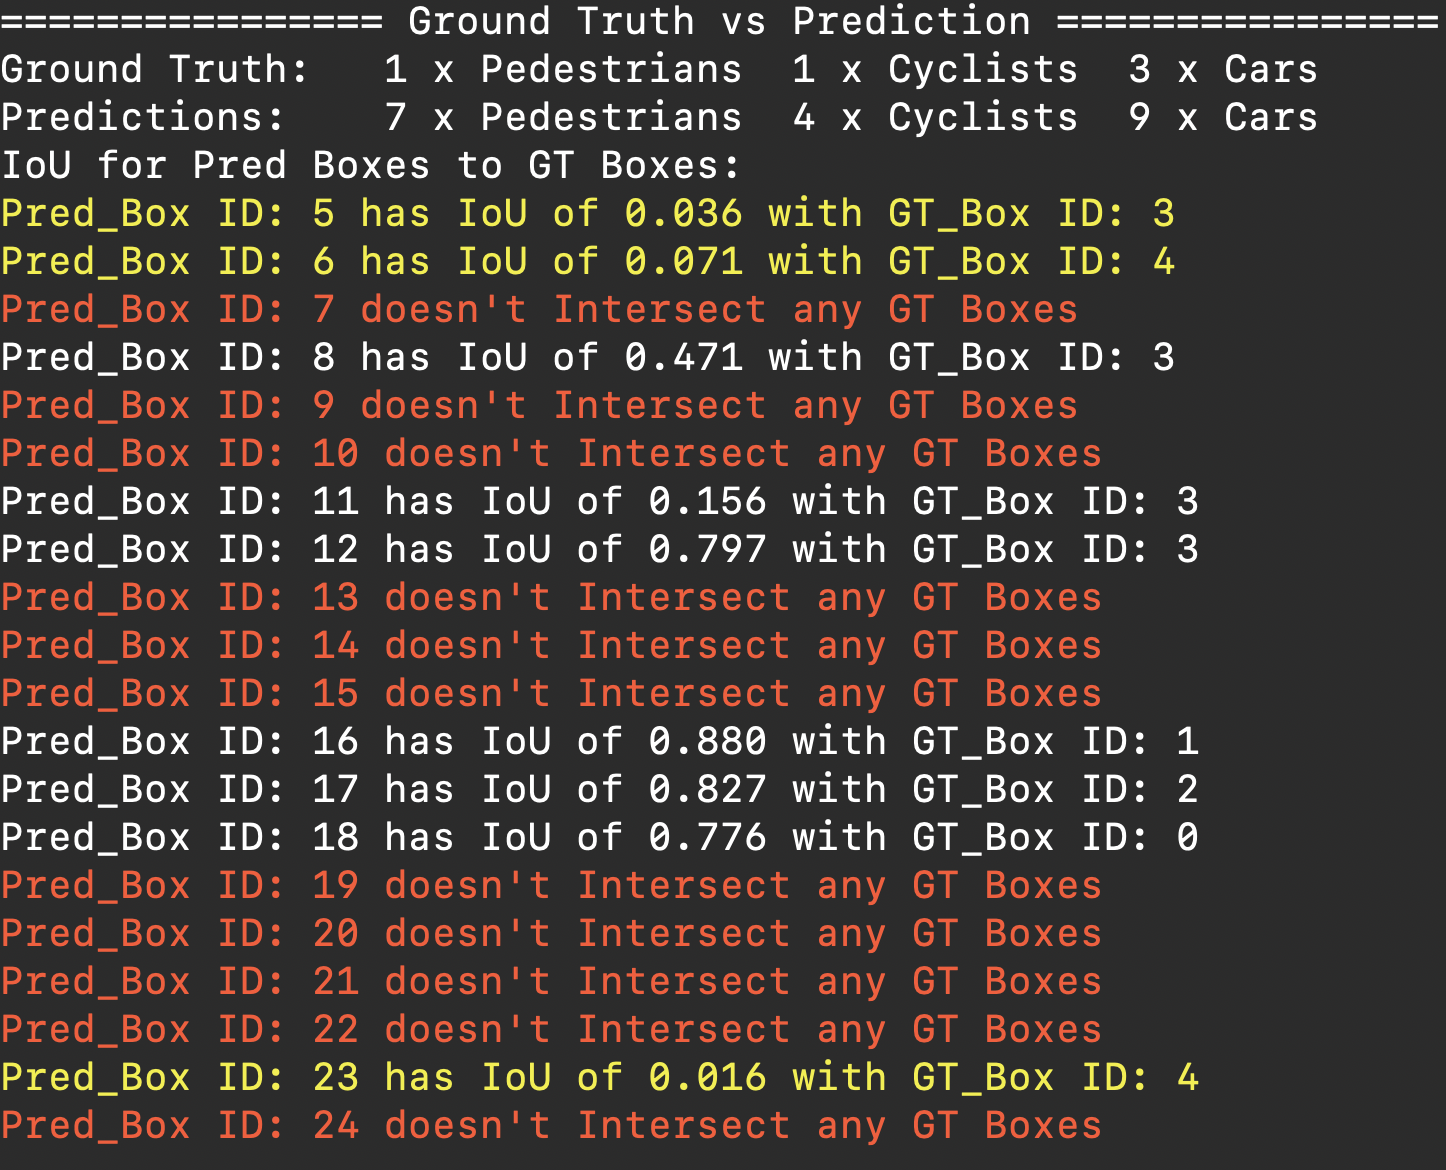 ================ Ground Truth vs Prediction ================
Ground Truth:   1 x Pedestrians  1 x Cyclists  3 x Cars
Predictions:    7 x Pedestrians  4 x Cyclists  9 x Cars
IoU for Pred Boxes to GT Boxes:
Pred_Box ID: 5 has IoU of 0.036 with GT_Box ID: 3
Pred_Box ID: 6 has IoU of 0.071 with GT_Box ID: 4
Pred_Box ID: 7 doesn't Intersect any GT Boxes
Pred_Box ID: 8 has IoU of 0.471 with GT_Box ID: 3
Pred_Box ID: 9 doesn't Intersect any GT Boxes
Pred_Box ID: 10 doesn't Intersect any GT Boxes
Pred_Box ID: 11 has IoU of 0.156 with GT_Box ID: 3
Pred_Box ID: 12 has IoU of 0.797 with GT_Box ID: 3
Pred_Box ID: 13 doesn't Intersect any GT Boxes
Pred_Box ID: 14 doesn't Intersect any GT Boxes
Pred_Box ID: 15 doesn't Intersect any GT Boxes
Pred_Box ID: 16 has IoU of 0.880 with GT_Box ID: 1
Pred_Box ID: 17 has IoU of 0.827 with GT_Box ID: 2
Pred_Box ID: 18 has IoU of 0.776 with GT_Box ID: 0
Pred_Box ID: 19 doesn't Intersect any GT Boxes
Pred_Box ID: 20 doesn't Intersect any GT Boxes
Pred_Box ID: 21 doesn't Intersect any GT Boxes
Pred_Box ID: 22 doesn't Intersect any GT Boxes
Pred_Box ID: 23 has IoU of 0.016 with GT_Box ID: 4
Pred_Box ID: 24 doesn't Intersect any GT Boxes